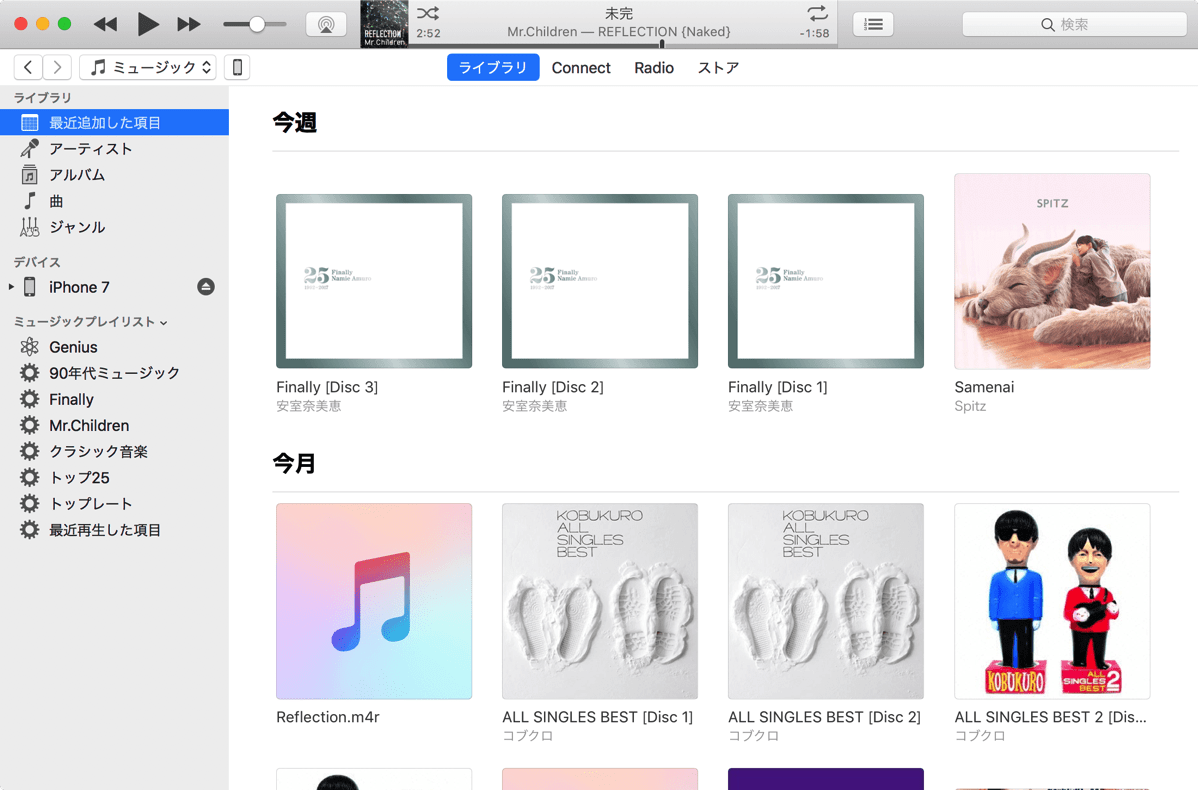 REFLECTION
Mr.Children
2:52
未完
Mr.Children — REFLECTION {Naked}
-1:58
検索
ミュージック
ライブラリ
Connect
Radio
ストア
ライブラリ
最近追加した項目
アーティスト
アルバム
曲
ジャンル
デバイス
iPhone 7
ミュージックプレイリスト
Genius
90年代ミュージック
Finally
Mr.Children
クラシック音楽
トップ25
トップレート
最近再生した項目
今週
25 Finally
Namie Amuro
1992-2017
Finally [Disc 3]
安室奈美恵
25 Finally
Namie Amuro
1992-2017
Finally [Disc 2]
安室奈美恵
25 Finally
Namie Amuro
1992-2017
Finally [Disc 1]
安室奈美恵
SPITZ
Samenai
Spitz
今月
Reflection.m4r
KOBUKURO
ALL
SINGLES
BEST
ALL SINGLES BEST [Disc 1]
コブクロ
KOBUKURO
ALL
SINGLES
BEST
ALL SINGLES BEST [Disc 2]
コブクロ
KOBUKURO
ALL
SINGLES
BEST 2
ALL SINGLES BEST 2 [Dis...
コブクロ